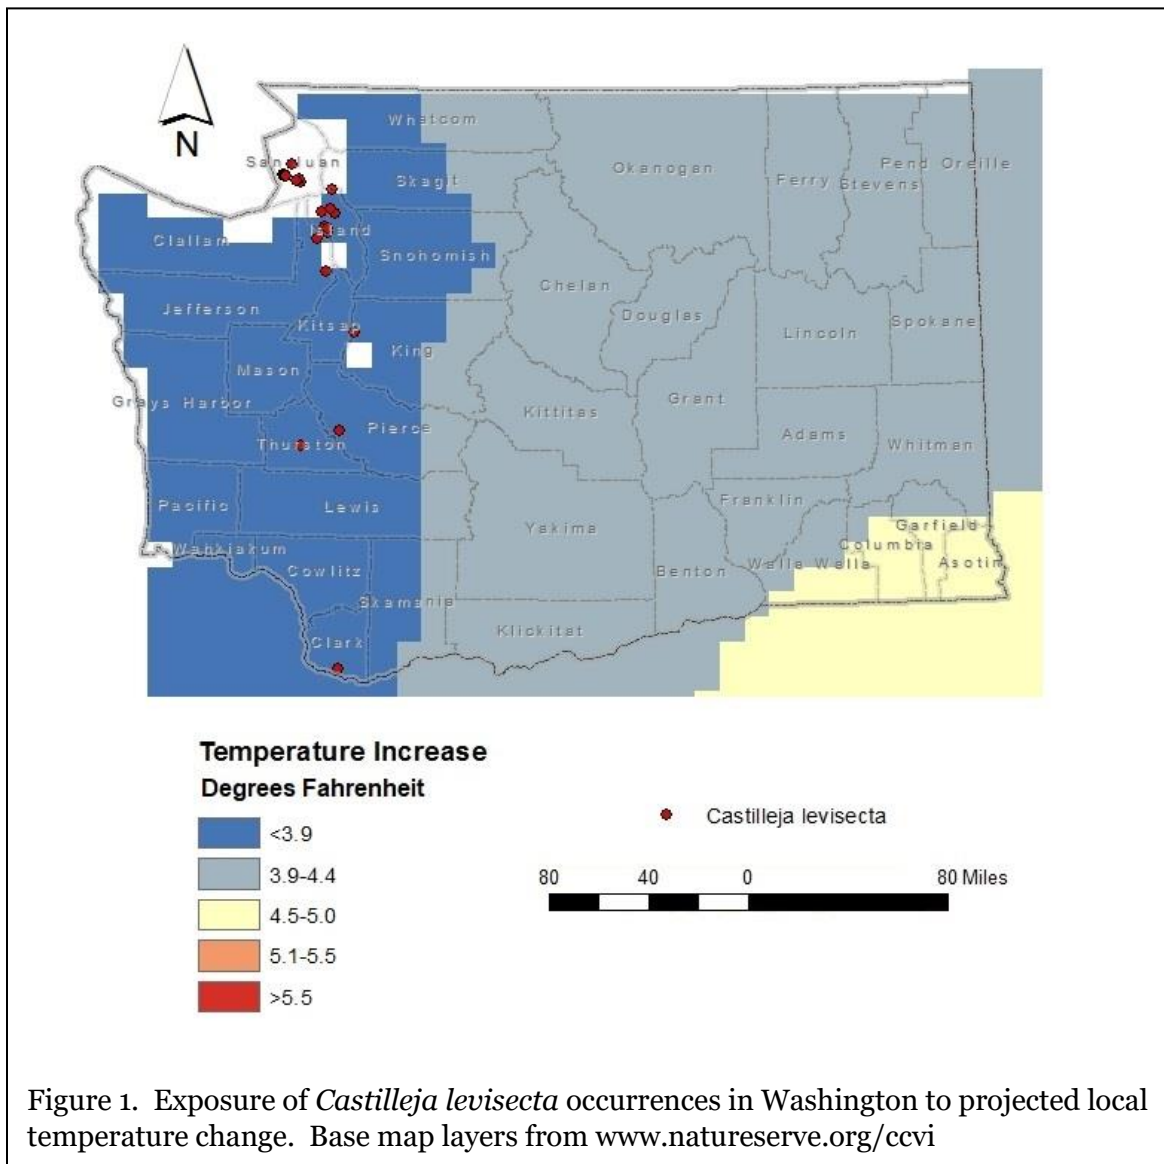 N
Whatcom
San Juan
Okanogan
Ferry
Stevens
Pend Oreille
Skagit
Island
Clallam
Snohomish
Chelan
Jefferson
Kitsap
Douglas
Lincoln
Spokane
King
Mason
Grays Harbor
Kittitas
Grant
Pierce
Thurston
Adams
Whitman
Pacific
Lewis
Franklin
Yakima
Garfield
Columbia
Wahkiakum
Cowlitz
Benton
Walla Walla
Asotin
Skamania
Klickitat
Clark
Temperature Increase
Degrees Fahrenheit
<3.9
3.9-4.4
4.5-5.0
5.1-5.5
>5.5
Castilleja levisecta
80 40 0 80 Miles
Figure 1. Exposure of Castilleja levisecta occurrences in Washington to projected local
temperature change. Base map layers from www.natureserve.org/ccvi